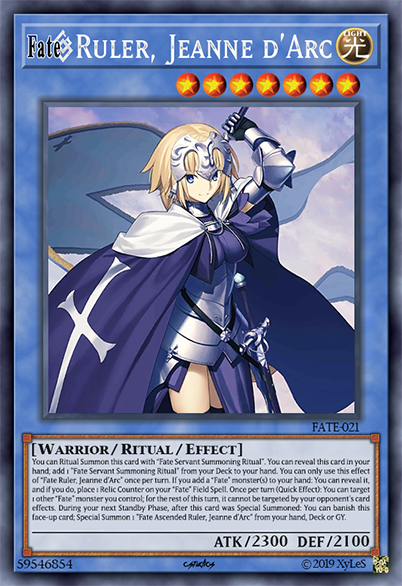 Fate Ruler, Jeanne d'Arc
LIGHT
光
FATE-021
[Warrior/Ritual/Effect]
You can Ritual Summon this card with "Fate Servant Summoning Ritual". You can reveal this card in your
hand, add 1 "Fate Servant Summoning Ritual" from your Deck to your hand. You can only use this effect
of "Fate Ruler, Jeanne d'Arc" once per turn. If you add a "Fate" monster(s) to your hand: You can reveal it,
and if you do, place 1 Relic Counter on your "Fate" Field Spell. Once per turn (Quick Effect): You can target
1 other "Fate" monster you control; for the rest of this turn, it cannot be targeted by your opponent's card
effects. During your next Standby Phase, after this card was Special Summoned: You can banish this
face-up card; Special Summon 1 "Fate Ascended Ruler, Jeanne d'Arc" from your hand, Deck or GY.
ATK/2300 DEF/2100
59546854
©2019 XyLeS